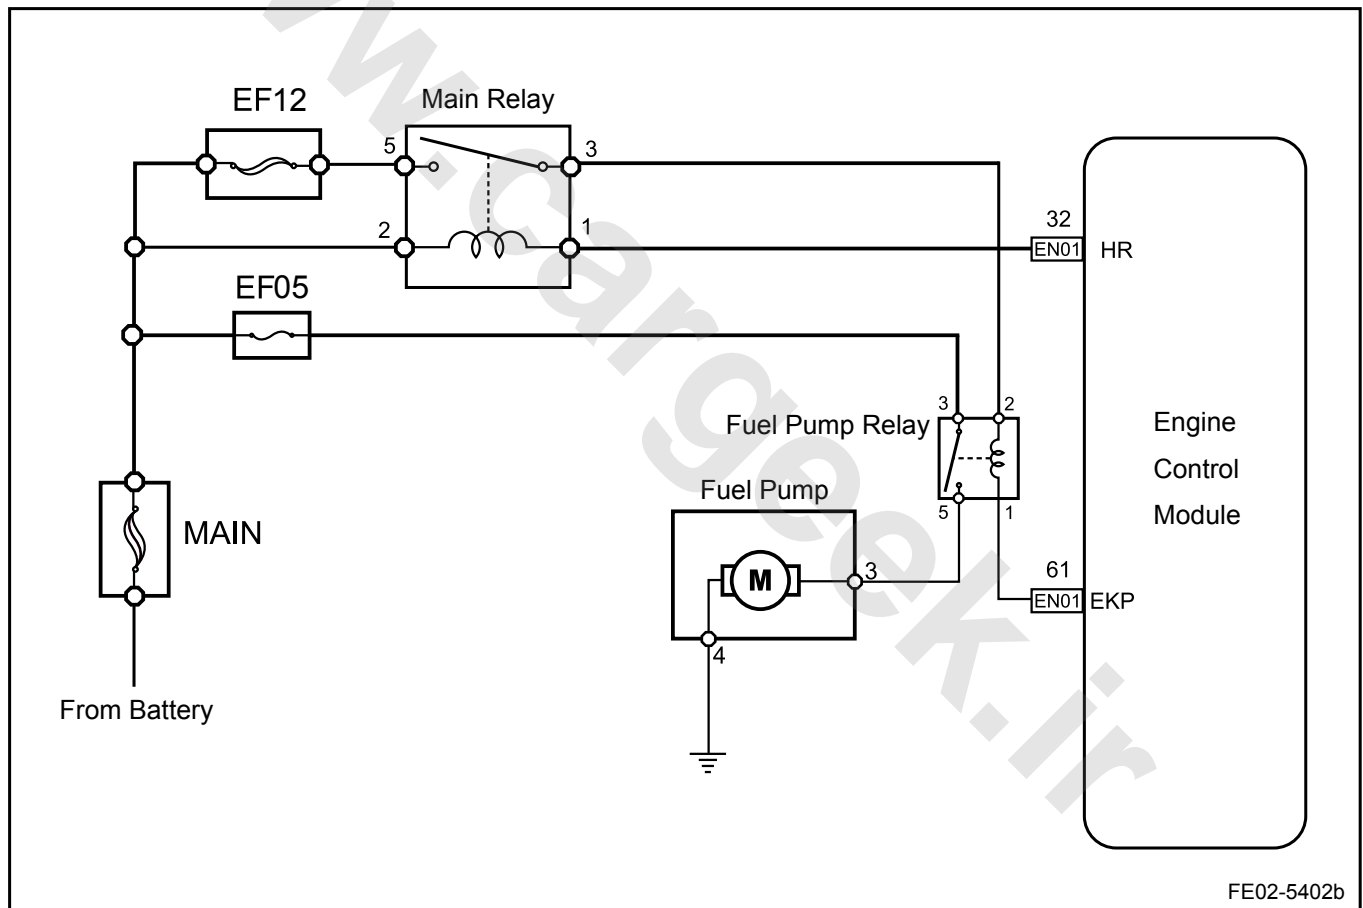 EF12
Main Relay
5
3
2
1
32
EN01 HR
EF05
3
2
Fuel Pump Relay
Engine
Control
Module
Fuel Pump
5
1
MAIN
M
3
61
EN01 EKP
4
From Battery
FE02-5402b
w.cargeek.ir